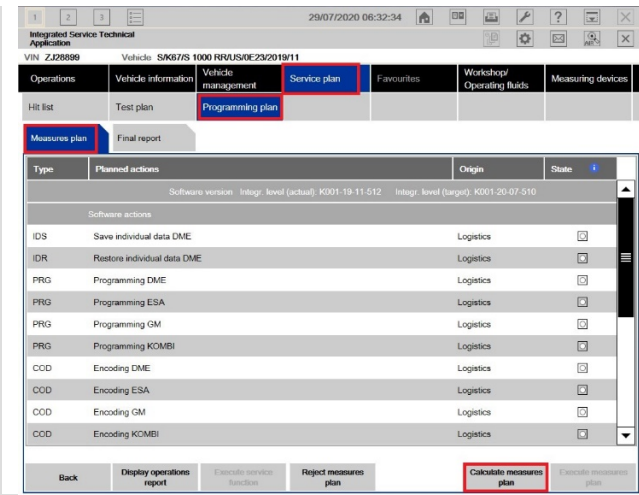 1 2 3 29/07/2020 06:32:34 ?
Integrated Service Technical
Application
VIN ZJ28899 Vehicle S/K67/S 1000 RR/US/0E23/2019/11
Operations Vehicle information Vehicle management Service plan Favourites Workshop/ Operating fluids Measuring devices
Hit list Test plan Programming plan
Measures plan Final report
Type Planned actions Origin State i
Software version Integr. level (actual): K001-19-11-512 Integr. level (target): K001-20-07-510
Software actions
IDS Save individual data DME Logistics
IDR Restore individual data DME Logistics
PRG Programming DME Logistics
PRG Programming ESA Logistics
PRG Programming GM Logistics
PRG Programming KOMBI Logistics
COD Encoding DME Logistics
COD Encoding ESA Logistics
COD Encoding GM Logistics
COD Encoding KOMBI Logistics
Back Display operations report Execute service function Reject measures plan Calculate measures plan Execute measures plan